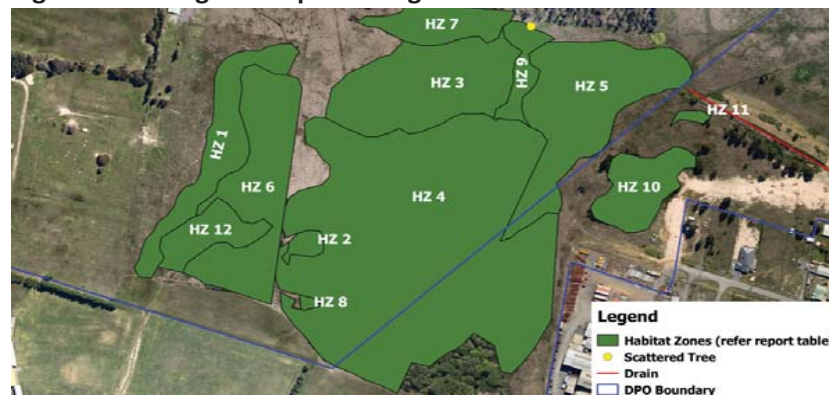 HZ 7
HZ 9
HZ 3
HZ 5
HZ 11
HZ 1
HZ 6
HZ 4
HZ 10
HZ 12
HZ 2
HZ 8
Legend
Habitat Zones (refer report table
Scattered Tree
Drain
DPO Boundary